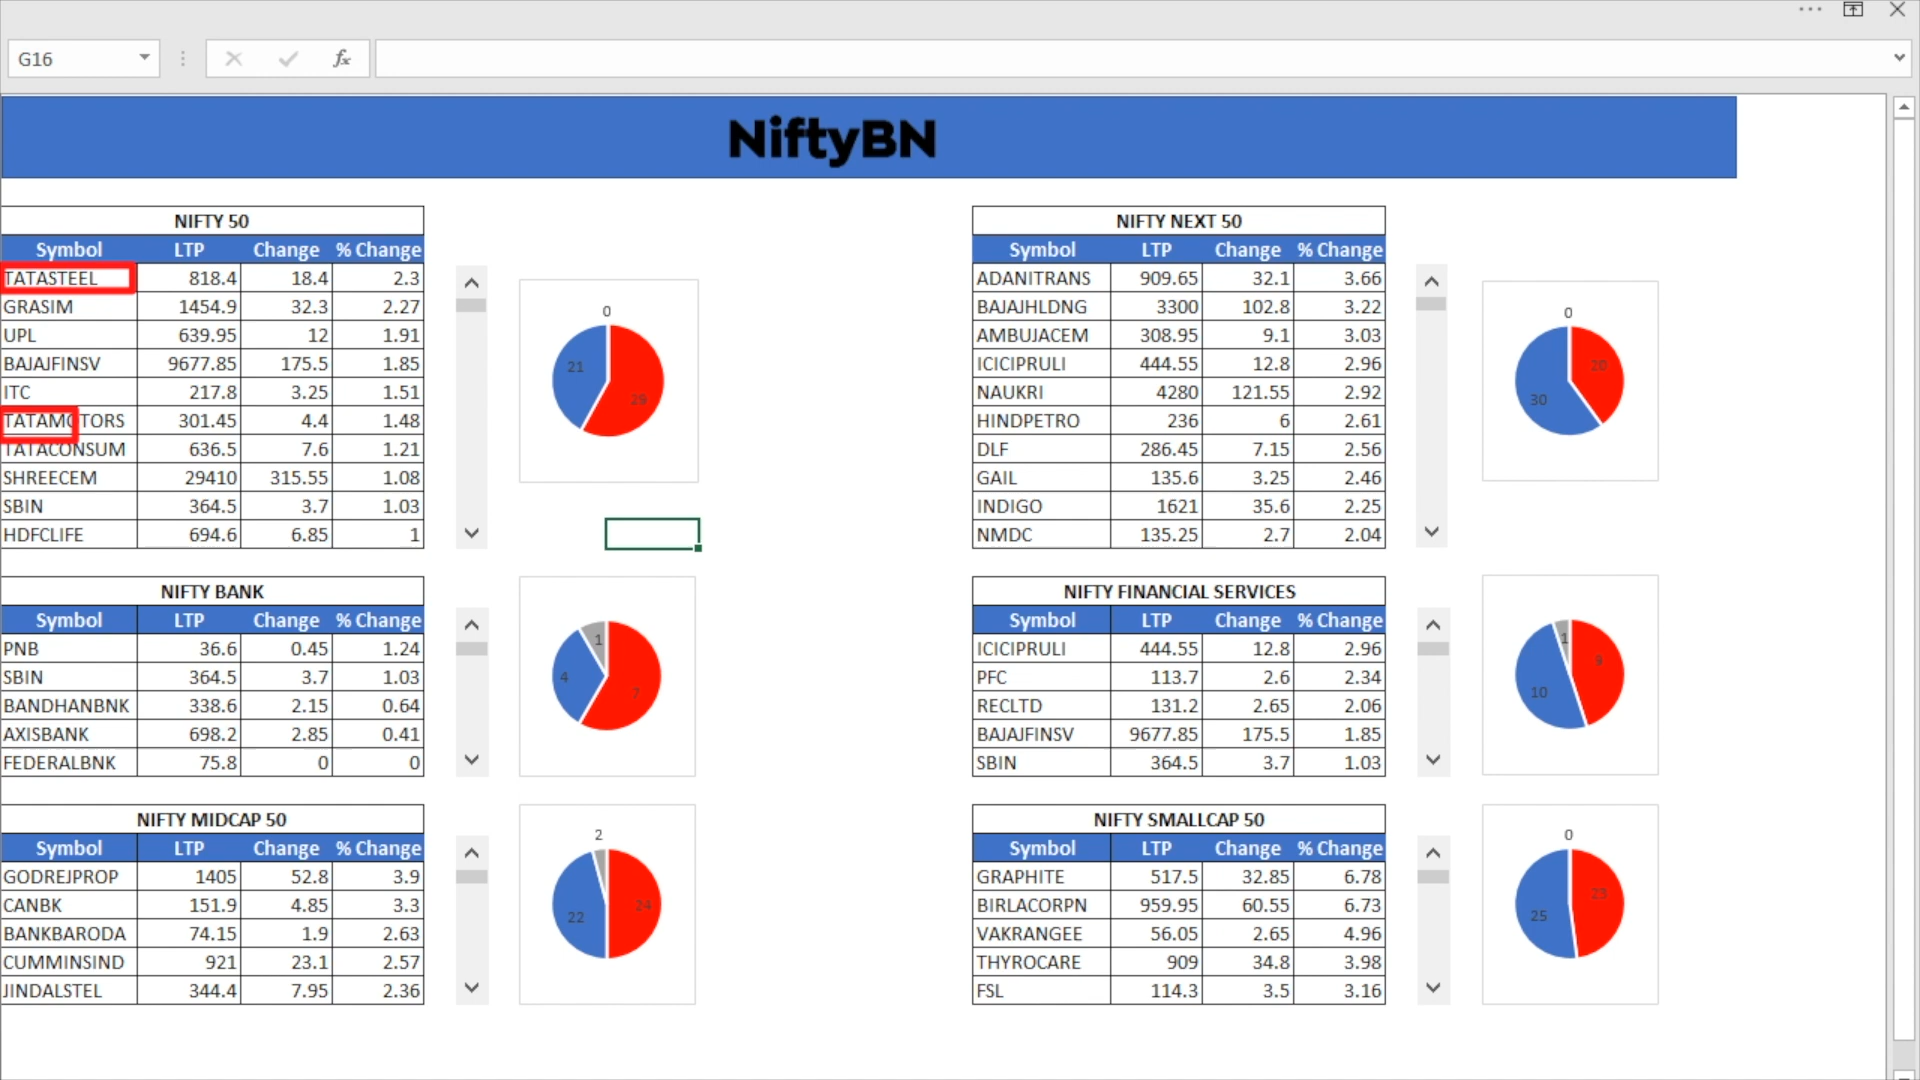 G16
fx
NiftyBN
NIFTY 50
Symbol LTP Change % Change
TATASTEEL 818.4 18.4 2.3
GRASIM 1454.9 32.3 2.27
UPL 639.95 12 1.91
BAJAJFINSV 9677.85 175.5 1.85
ITC 217.8 3.25 1.51
TATAMOTORS 301.45 4.4 1.48
TATACONSUM 636.5 7.6 1.21
SHREECEM 29410 315.55 1.08
SBIN 364.5 3.7 1.03
HDFCLIFE 694.6 6.85 1
0
21
29
NIFTY NEXT 50
Symbol LTP Change % Change
ADANITRANS 909.65 32.1 3.66
BAJAJHLDNG 3300 102.8 3.22
AMBUJACEM 308.95 9.1 3.03
ICICIPRULI 444.55 12.8 2.96
NAUKRI 4280 121.55 2.92
HINDPETRO 236 6 2.61
DLF 286.45 7.15 2.56
GAIL 135.6 3.25 2.46
INDIGO 1621 35.6 2.25
NMDC 135.25 2.7 2.04
0
20
30
NIFTY BANK
Symbol LTP Change % Change
PNB 36.6 0.45 1.24
SBIN 364.5 3.7 1.03
BANDHANBNK 338.6 2.15 0.64
AXISBANK 698.2 2.85 0.41
FEDERALBNK 75.8 0 0
1
4
7
NIFTY FINANCIAL SERVICES
Symbol LTP Change % Change
ICICIPRULI 444.55 12.8 2.96
PFC 113.7 2.6 2.34
RECLTD 131.2 2.65 2.06
BAJAJFINSV 9677.85 175.5 1.85
SBIN 364.5 3.7 1.03
1
9
10
NIFTY MIDCAP 50
Symbol LTP Change % Change
GODREJPROP 1405 52.8 3.9
CANBK 151.9 4.85 3.3
BANKBARODA 74.15 1.9 2.63
CUMMINSIND 921 23.1 2.57
JINDALSTEL 344.4 7.95 2.36
2
24
22
NIFTY SMALLCAP 50
Symbol LTP Change % Change
GRAPHITE 517.5 32.85 6.78
BIRLACORPN 959.95 60.55 6.73
VAKRANGEE 56.05 2.65 4.96
THYROCARE 909 34.8 3.98
FSL 114.3 3.5 3.16
0
23
25